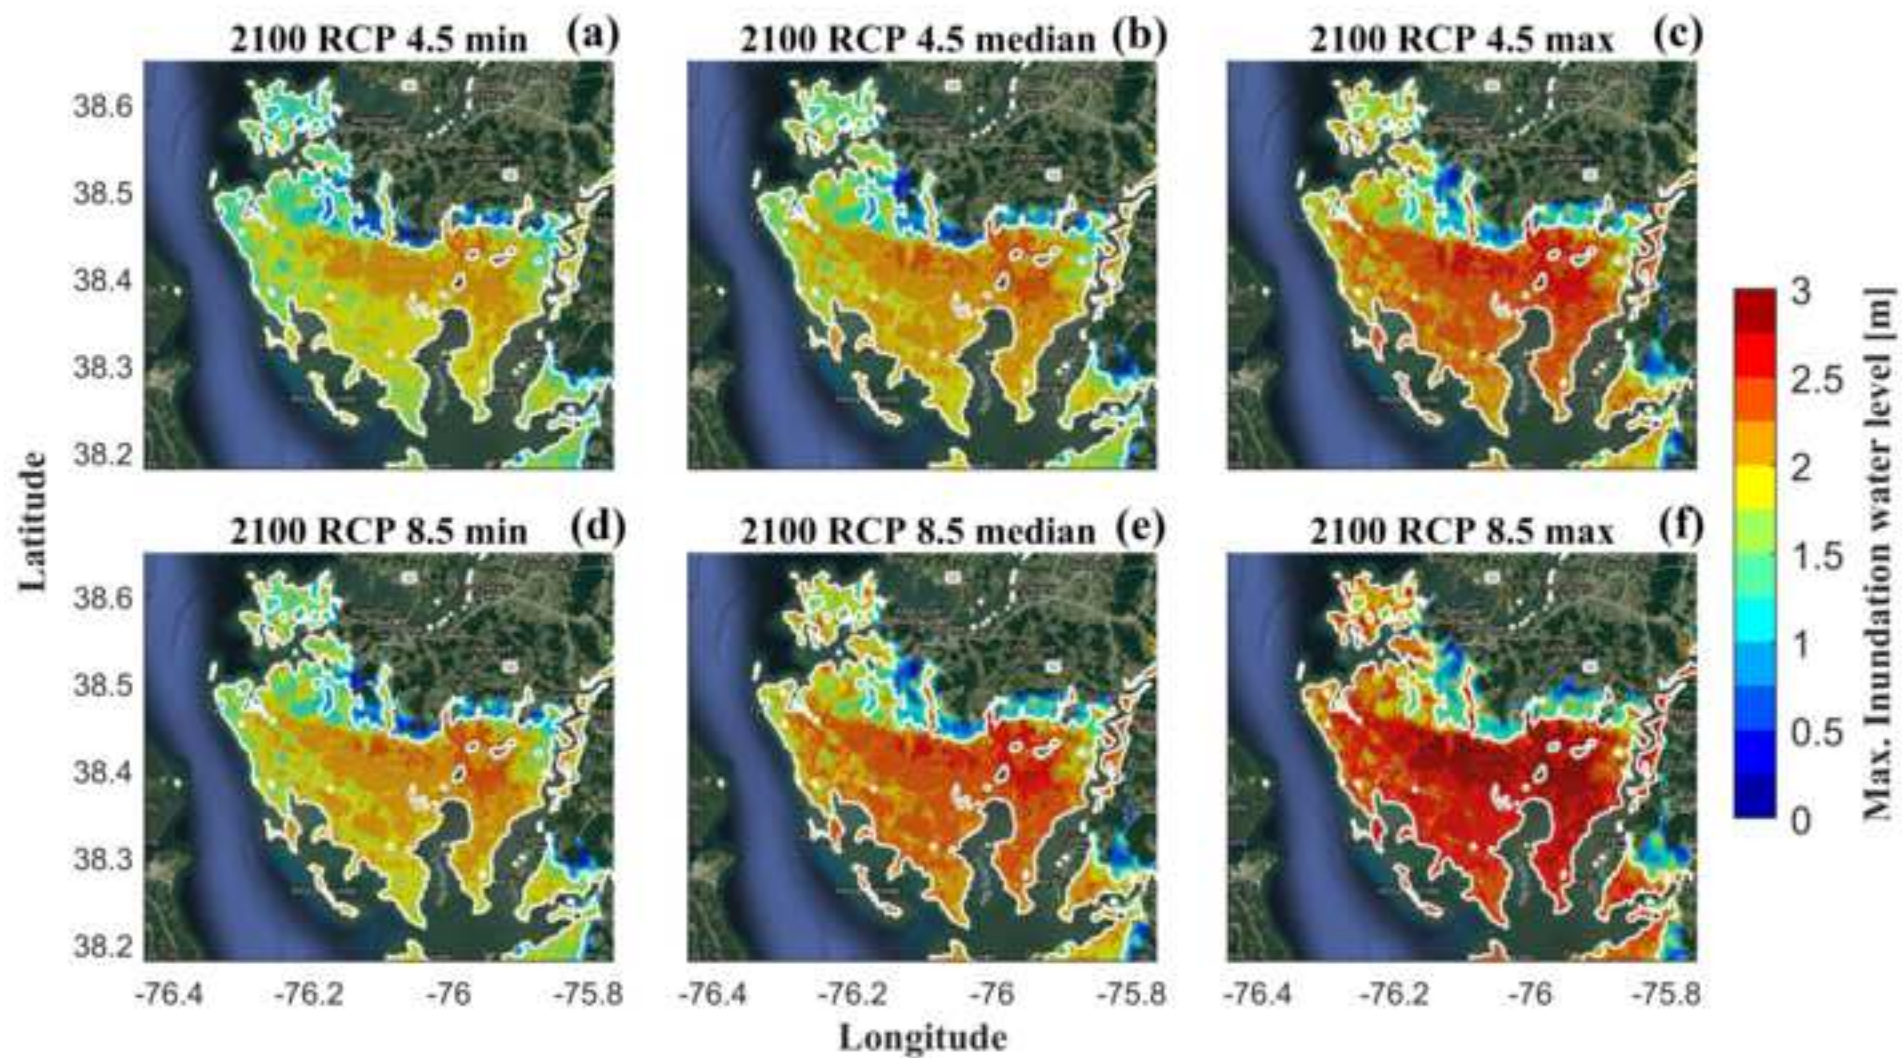 2100 RCP 4.5 min (a)
2100 RCP 4.5 median (b)
2100 RCP 4.5 max (c)
38.6
38.5
38.4
38.3
38.2
2100 RCP 8.5 min (d)
2100 RCP 8.5 median (e)
2100 RCP 8.5 max (f)
38.6
38.5
38.4
38.3
38.2
Latitude
-76.4 -76.2 -76 -75.8
-76.4 -76.2 -76 -75.8
-76.4 -76.2 -76 -75.8
Longitude
3
2.5
2
1.5
1
0.5
0
Max. Inundation water level [m]